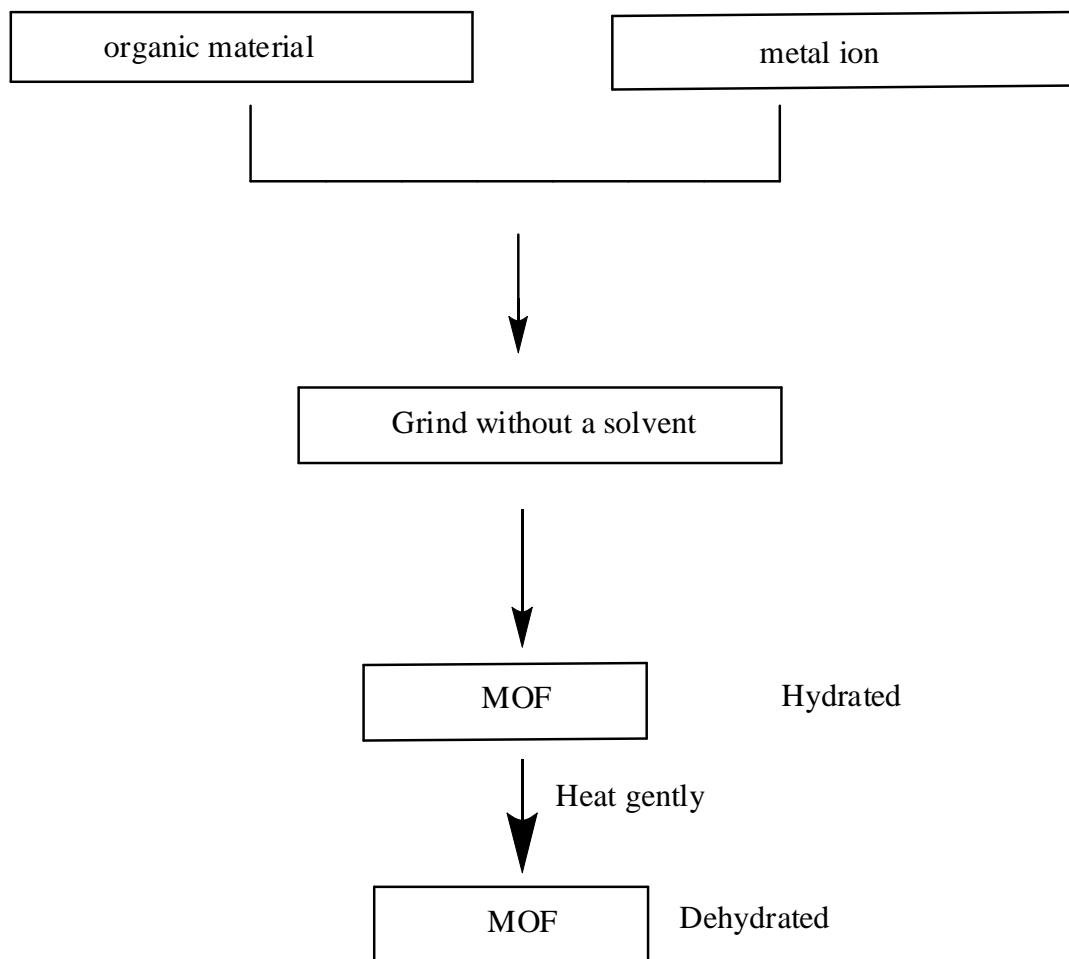 organic material
metal ion
Grind without a solvent
MOF
Hydrated
Heat gently
MOF
Dehydrated